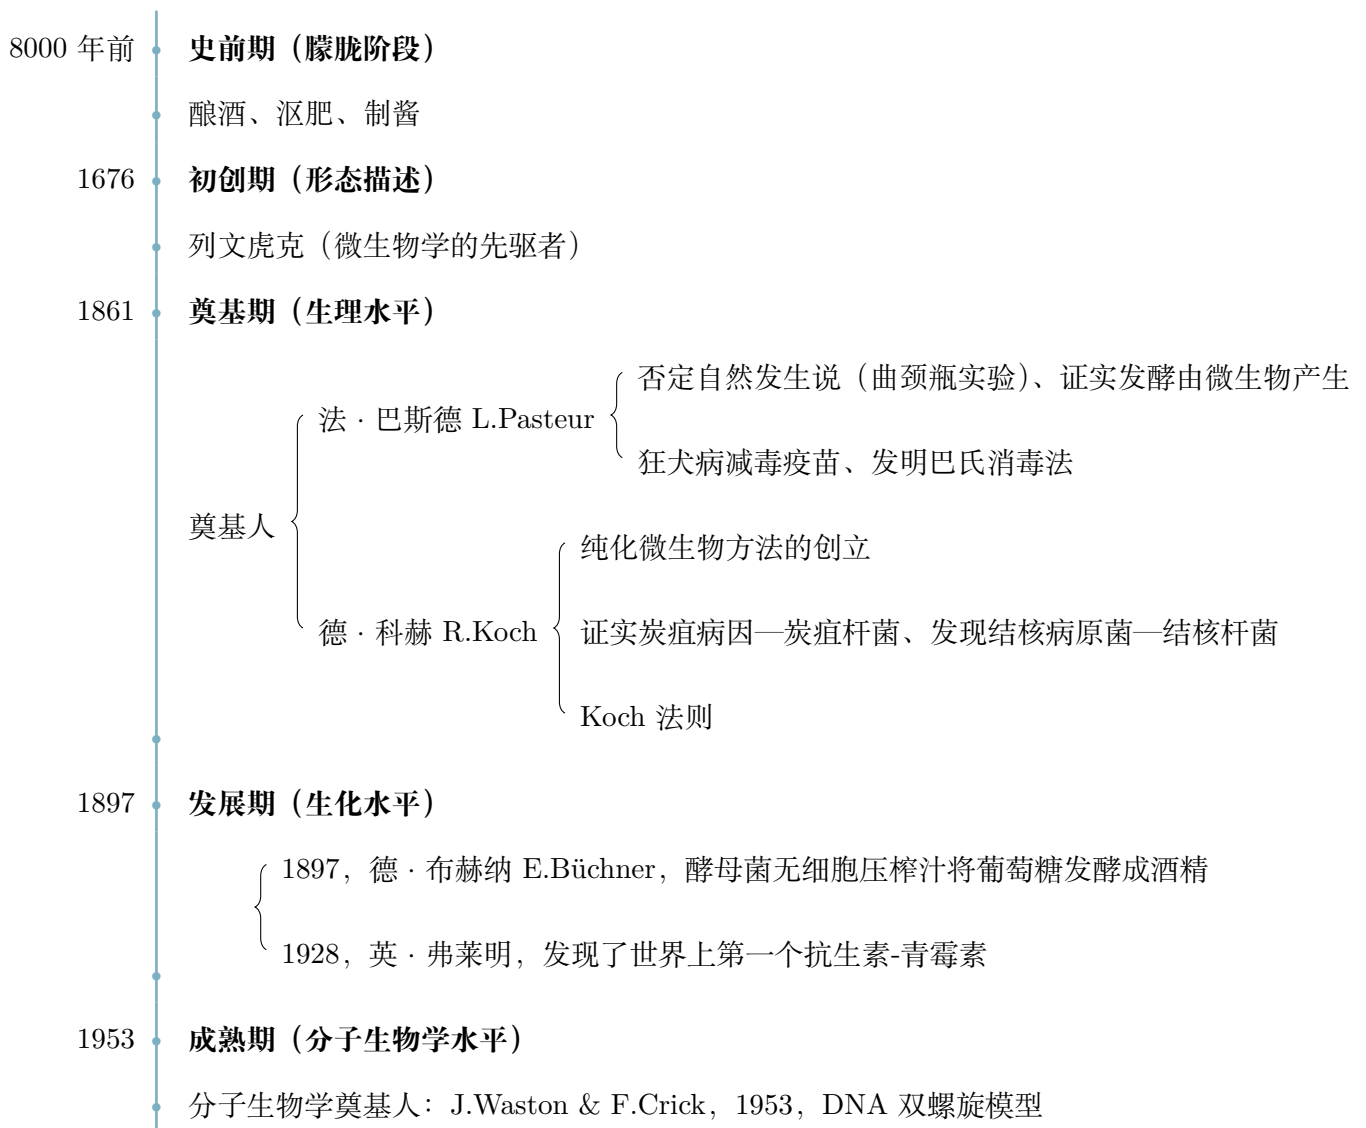 8000 年前 史前期（朦胧阶段）
酿酒、沤肥、制酱
1676 初创期（形态描述）
列文虎克（微生物学的先驱者）
1861 奠基期（生理水平）
否定自然发生说（曲颈瓶实验）、证实发酵由微生物产生
法 · 巴斯德 L.Pasteur
狂犬病减毒疫苗、发明巴氏消毒法
奠基人
纯化微生物方法的创立
德 · 科赫 R.Koch 证实炭疽病因—炭疽杆菌、发现结核病原菌—结核杆菌
Koch 法则
1897 发展期（生化水平）
1897，德 · 布赫纳 E.Büchner，酵母菌无细胞压榨汁将葡萄糖发酵成酒精
1928，英 · 弗莱明，发现了世界上第一个抗生素-青霉素
1953 成熟期（分子生物学水平）
分子生物学奠基人：J.Waston & F.Crick，1953，DNA 双螺旋模型